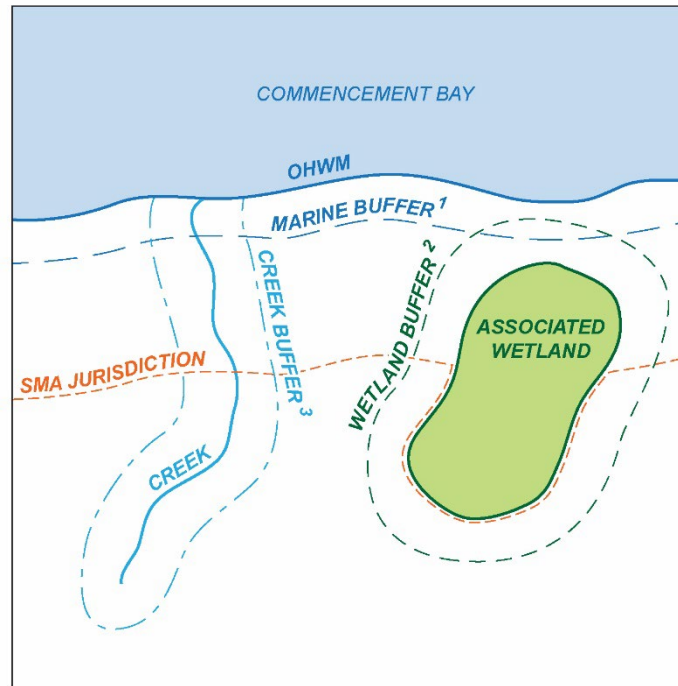 COMMENCEMENT BAY
OHWM
MARINE BUFFER 1
CREEK BUFFER 3
WETLAND BUFFER 2
ASSOCIATED
WETLAND
SMA JURISDICTION
CREEK